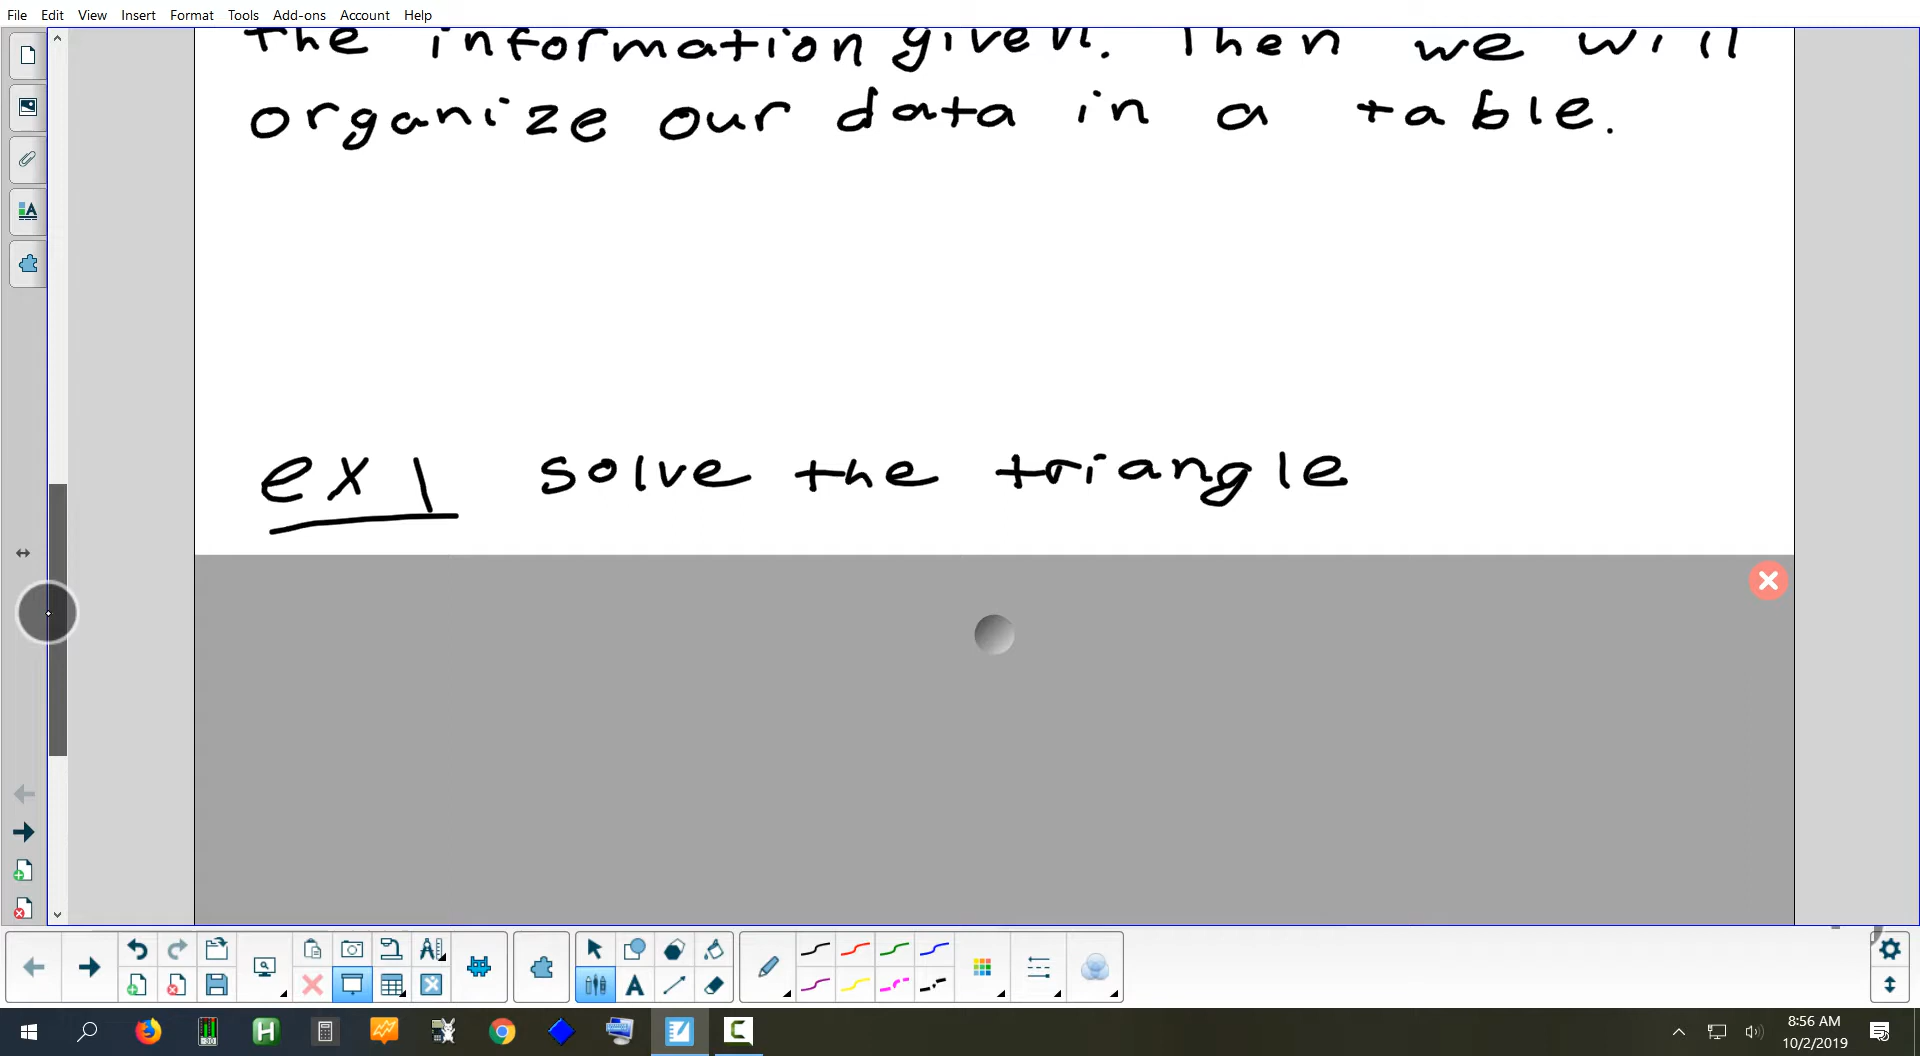 File Edit View Insert Format Tools Add-ons Account Help
the information given. Then we will
organize our data in a table.
ex 1 solve the triangle
8:56 AM
10/2/2019